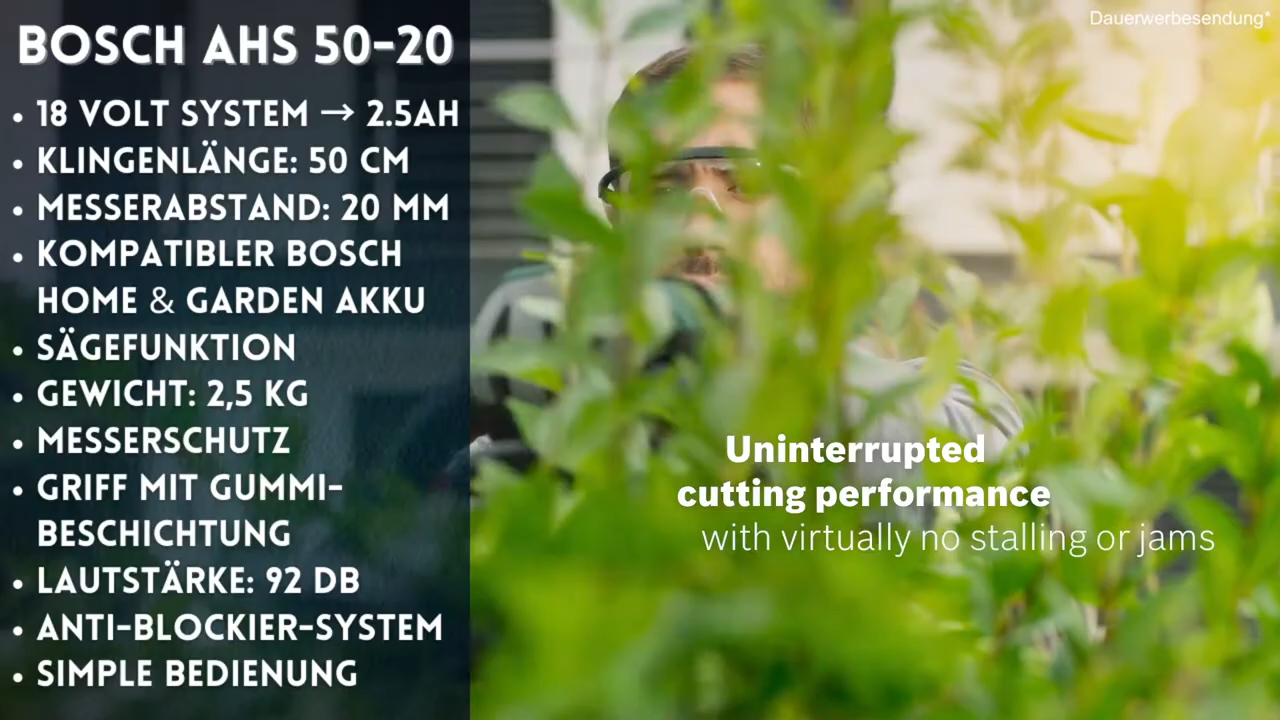 BOSCH AHS 50-20
• 18 VOLT SYSTEM → 2.5AH
• KLINGENLÄNGE: 50 CM
• MESSERABSTAND: 20 MM
• KOMPATIBLER BOSCH
HOME & GARDEN AKKU
• SÄGEFUNKTION
• GEWICHT: 2,5 KG
• MESSERSCHUTZ
• GRIFF MIT GUMMI-
BESCHICHTUNG
• LAUTSTÄRKE: 92 DB
• ANTI-BLOCKIER-SYSTEM
• SIMPLE BEDIENUNG
Dauerwerbesendung*
Uninterrupted
cutting performance
with virtually no stalling or jams